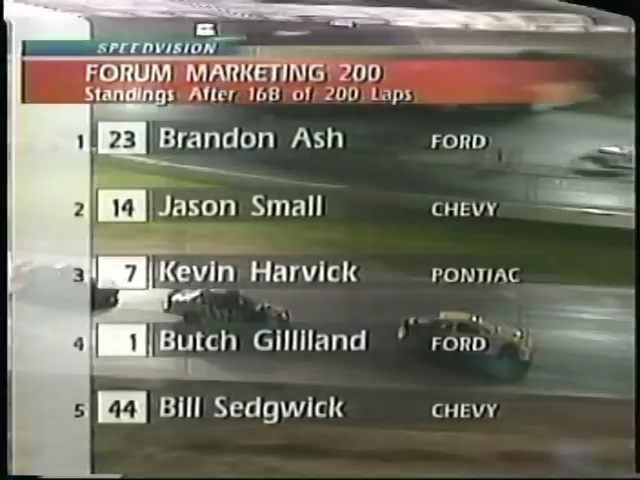 SPEEDVISION
FORUM MARKETING 200
Standings After 168 of 200 Laps
1 23 Brandon Ash FORD
2 14 Jason Small CHEVY
3 7 Kevin Harvick PONTIAC
4 1 Butch Gilliland FORD
5 44 Bill Sedgwick CHEVY